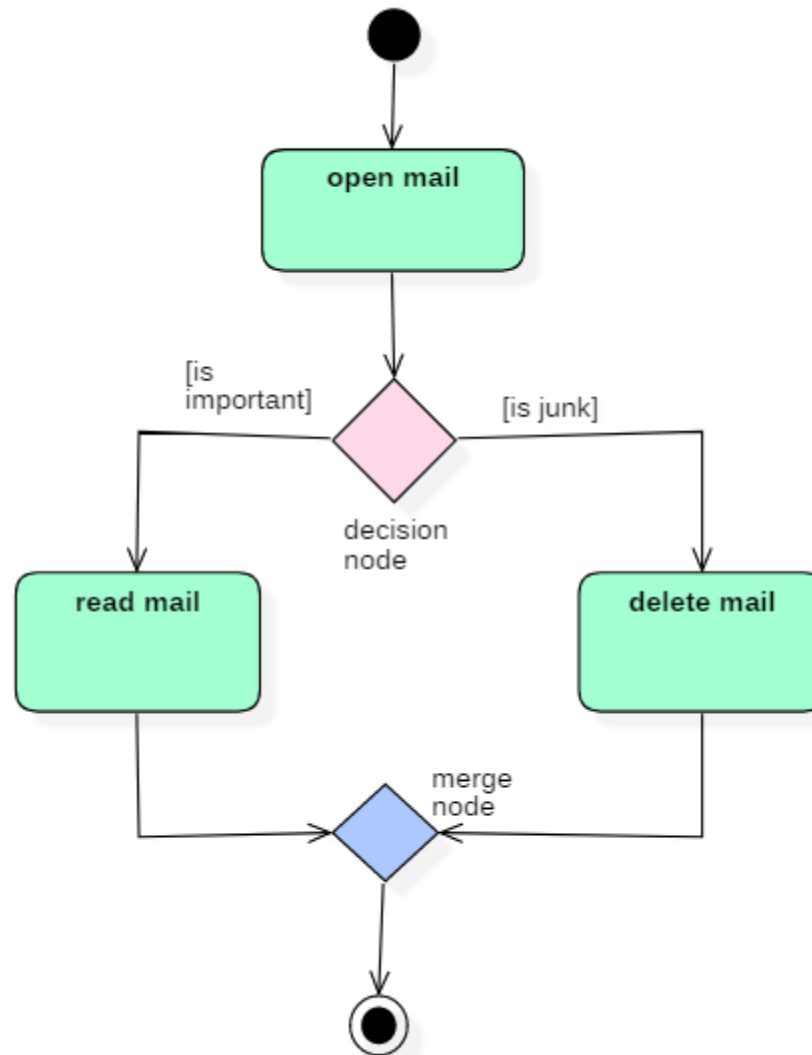 open mail
[is
important]
[is junk]
decision
node
read mail
delete mail
merge
node